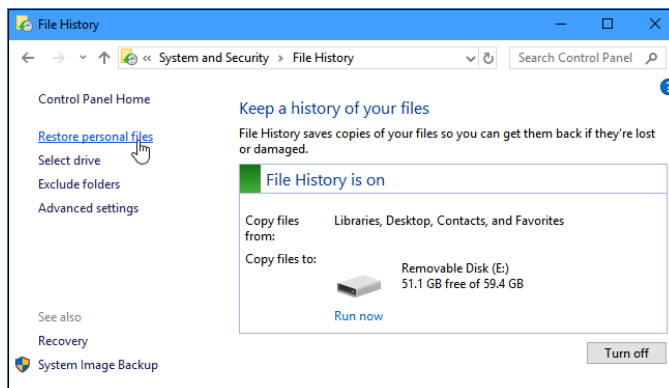 File History
« System and Security › File History
Search Control Panel
Control Panel Home
Restore personal files
Select drive
Exclude folders
Advanced settings
See also
Recovery
System Image Backup
Keep a history of your files
File History saves copies of your files so you can get them back if they're lost
or damaged.
File History is on
Copy files
from:
Libraries, Desktop, Contacts, and Favorites
Copy files to:
Removable Disk (E:)
51.1 GB free of 59.4 GB
Run now
Turn off